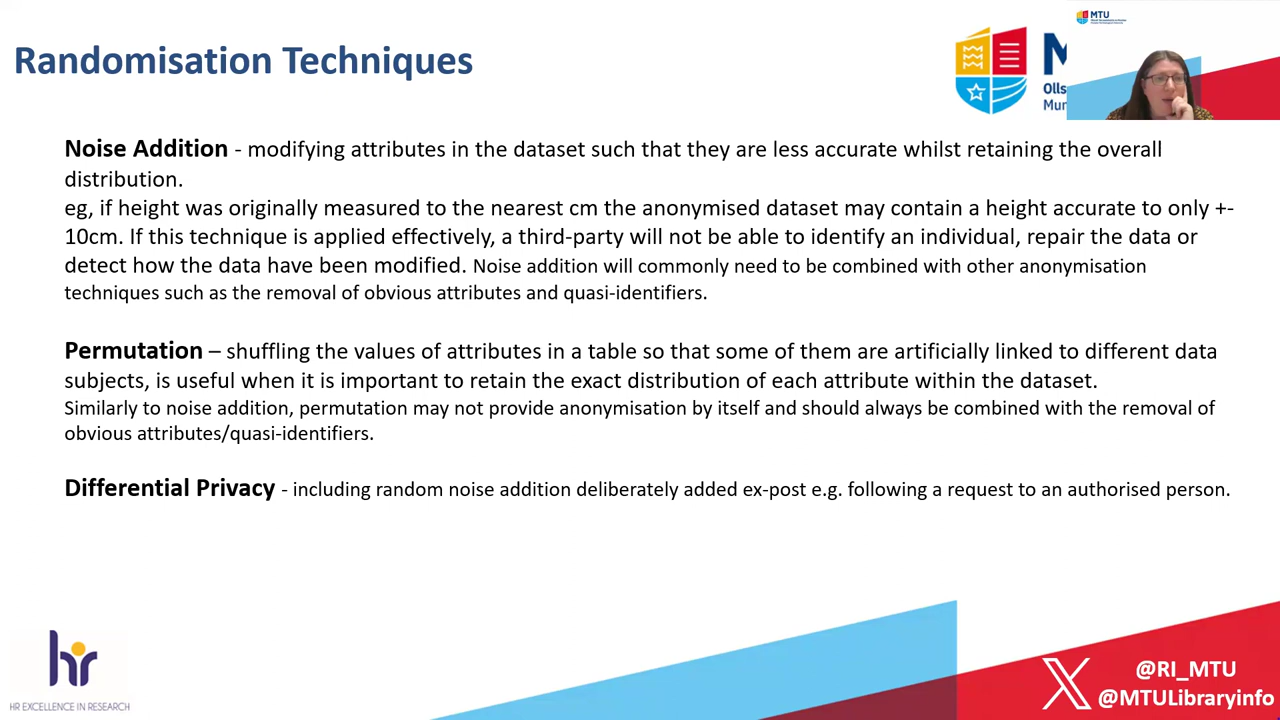 Randomisation Techniques
MTU
M
Olls
Mur
Noise Addition - modifying attributes in the dataset such that they are less accurate whilst retaining the overall
distribution.
eg, if height was originally measured to the nearest cm the anonymised dataset may contain a height accurate to only +-
10cm. If this technique is applied effectively, a third-party will not be able to identify an individual, repair the data or
detect how the data have been modified. Noise addition will commonly need to be combined with other anonymisation
techniques such as the removal of obvious attributes and quasi-identifiers.
Permutation – shuffling the values of attributes in a table so that some of them are artificially linked to different data
subjects, is useful when it is important to retain the exact distribution of each attribute within the dataset.
Similarly to noise addition, permutation may not provide anonymisation by itself and should always be combined with the removal of
obvious attributes/quasi-identifiers.
Differential Privacy - including random noise addition deliberately added ex-post e.g. following a request to an authorised person.
hr
HR EXCELLENCE IN RESEARCH
@RI_MTU
@MTULibraryinfo